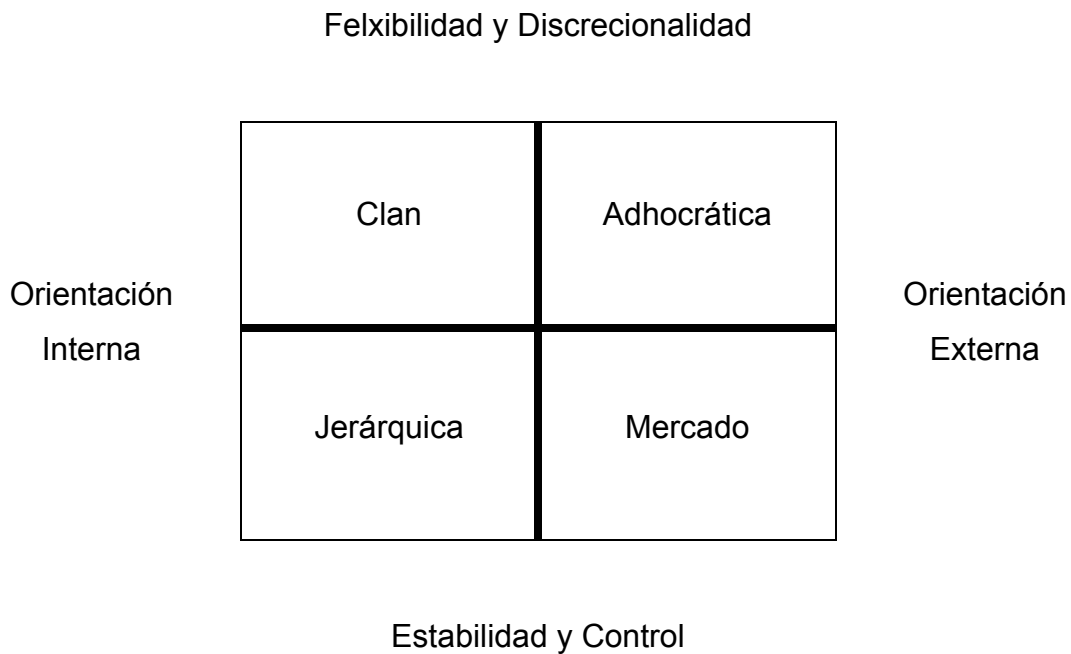 Felxibilidad y Discrecionalidad
Clan
Adhocrática
Orientación
Interna
Orientación
Externa
Jerárquica
Mercado
Estabilidad y Control